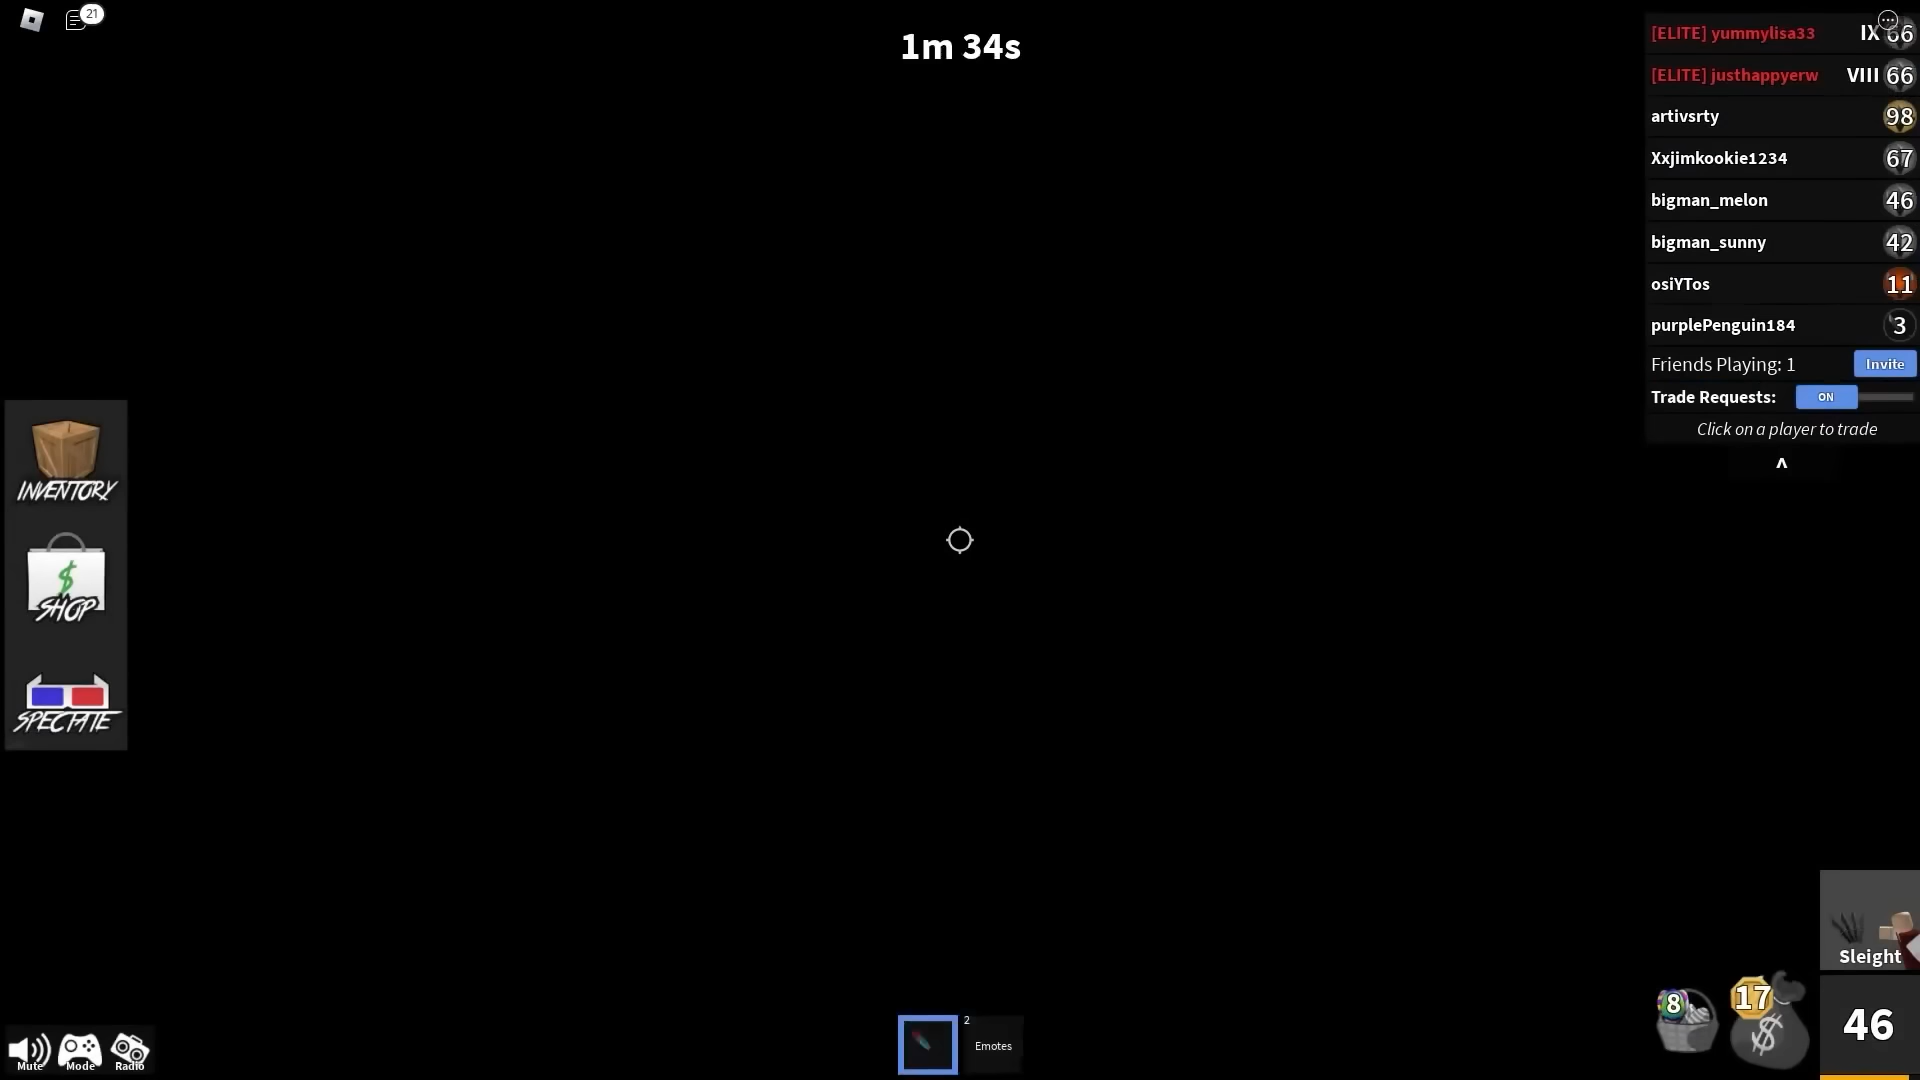 21
1m 34s
[ELITE] yummylisa33 IX 66
[ELITE] justhappyerw VIII 66
artivsrty 98
Xxjimkookie1234 67
bigman_melon 46
bigman_sunny 42
osiYTos 11
purplePenguin184 3
Friends Playing: 1 Invite
Trade Requests: ON
Click on a player to trade
INVENTORY
$
SHOP
SPECTATE
Sleight
8
17
$
46
2
Emotes
Mute Mode Radio